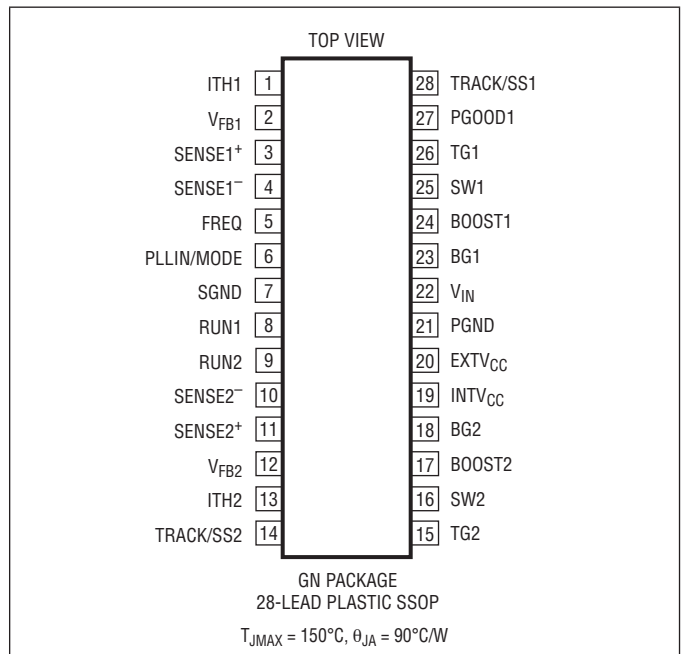 TOP VIEW
ITH1 1
VFB1 2
SENSE1+ 3
SENSE1– 4
FREQ 5
PLLIN/MODE 6
SGND 7
RUN1 8
RUN2 9
SENSE2– 10
SENSE2+ 11
VFB2 12
ITH2 13
TRACK/SS2 14
28 TRACK/SS1
27 PGOOD1
26 TG1
25 SW1
24 BOOST1
23 BG1
22 VIN
21 PGND
20 EXTVCC
19 INTVCC
18 BG2
17 BOOST2
16 SW2
15 TG2
GN PACKAGE
28-LEAD PLASTIC SSOP
TJMAX = 150°C, θJA = 90°C/W